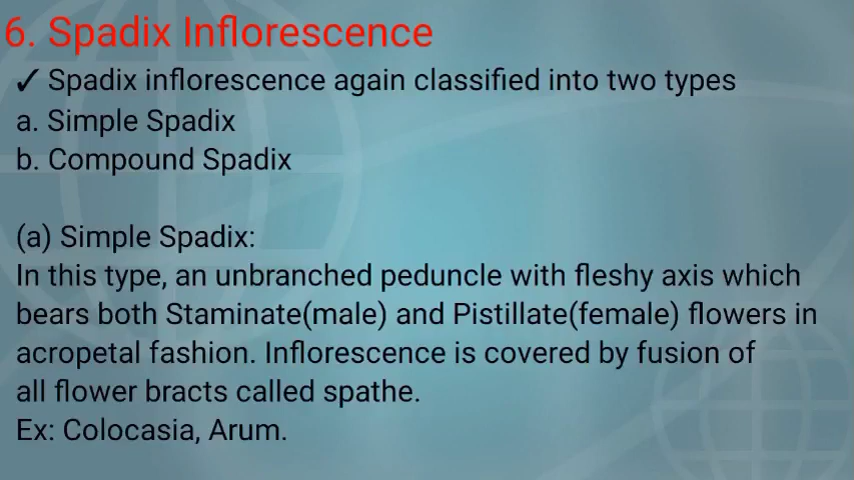 6. Spadix Inflorescence
✓ Spadix inflorescence again classified into two types
a. Simple Spadix
b. Compound Spadix
(a) Simple Spadix:
In this type, an unbranched peduncle with fleshy axis which
bears both Staminate(male) and Pistillate(female) flowers in
acropetal fashion. Inflorescence is covered by fusion of
all flower bracts called spathe.
Ex: Colocasia, Arum.